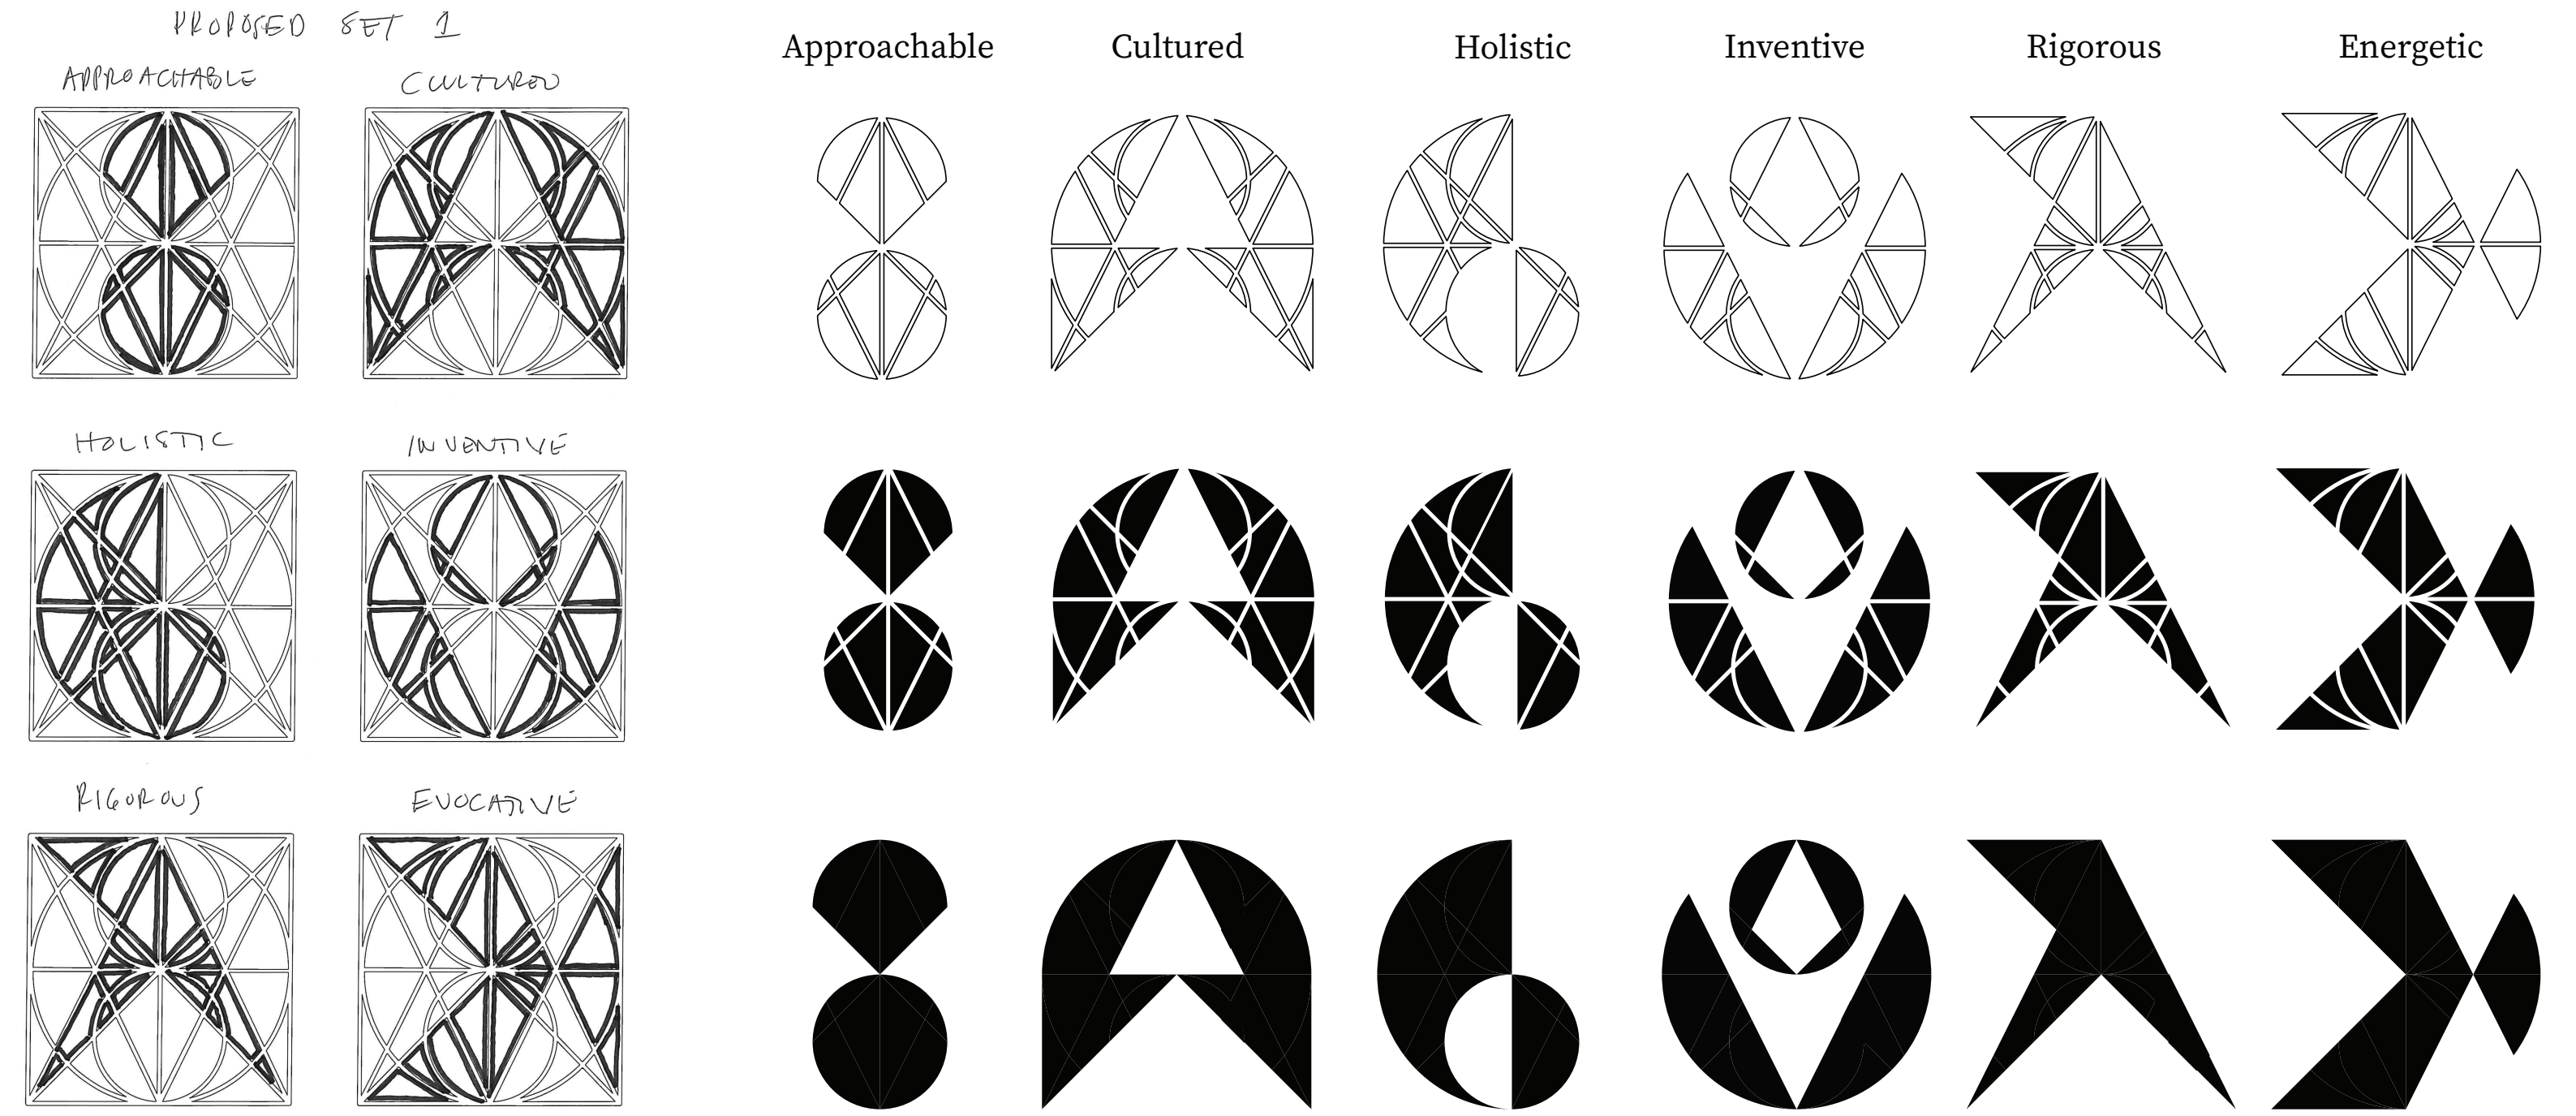 PROPOSED SET 1
APPROACHABLE CULTURED
HOLISTIC INVENTIVE
RIGOROUS EVOCATIVE
Approachable Cultured Holistic Inventive Rigorous Energetic